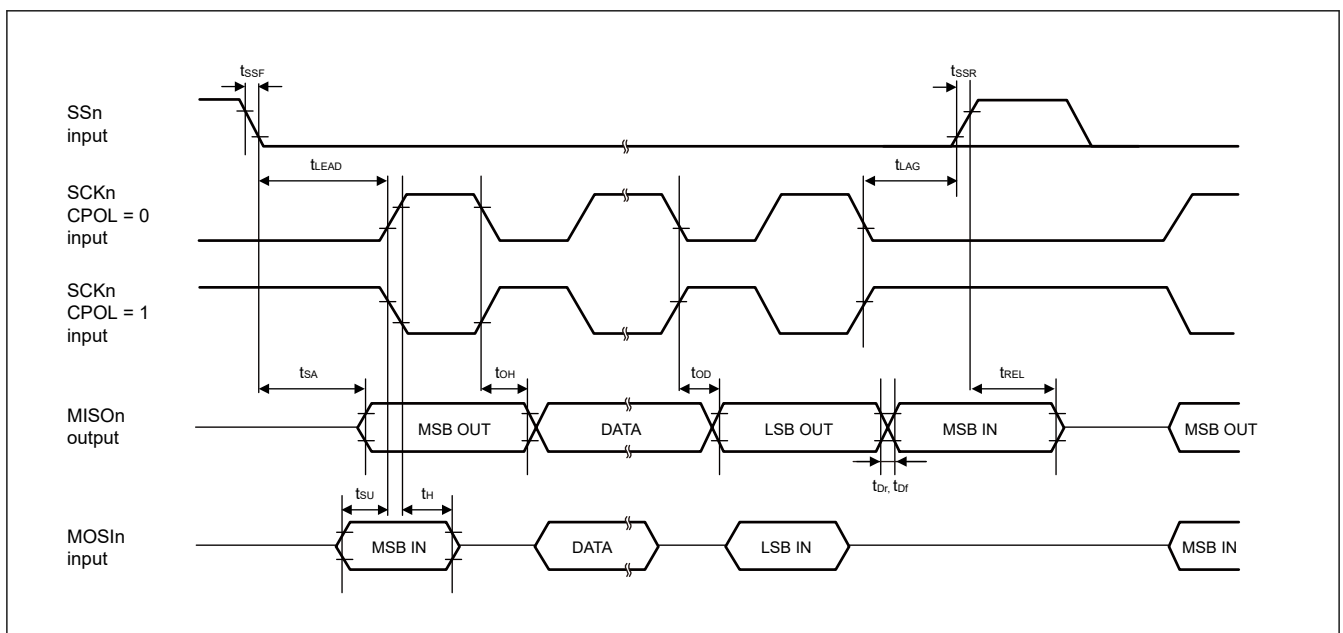 tSSF
tSSR
SSn
input
tLEAD
tLAG
SCKn
CPOL = 0
input
SCKn
CPOL = 1
input
tSA
tOH
tOD
tREL
MISOn
output
MSB OUT
DATA
LSB OUT
MSB IN
MSB OUT
tDr, tDf
tSU
tH
MOSIn
input
MSB IN
DATA
LSB IN
MSB IN